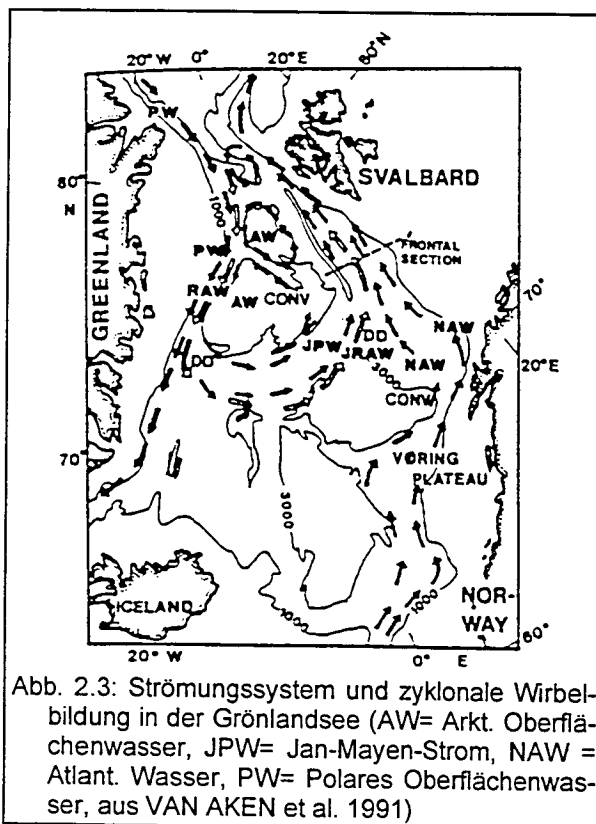 20° W 0° 20°E 80°N
PW
SVALBARD
80°
N
1000
GREENLAND
AW
PW
FRONTAL
SECTION
RAW
AW CONV
70°
NAW
DD
JPW
DD
JRAW
NAW
20°E
3000
CONV
70°
VÖRING
PLATEAU
3000
ICELAND
1000
1000
NOR-
WAY
60°
20° W 0° E
Abb. 2.3: Strömungssystem und zyklonale Wirbel-
bildung in der Grönlandsee (AW= Arkt. Oberflä-
chenwasser, JPW= Jan-Mayen-Strom, NAW =
Atlant. Wasser, PW= Polares Oberflächenwas-
ser, aus VAN AKEN et al. 1991)